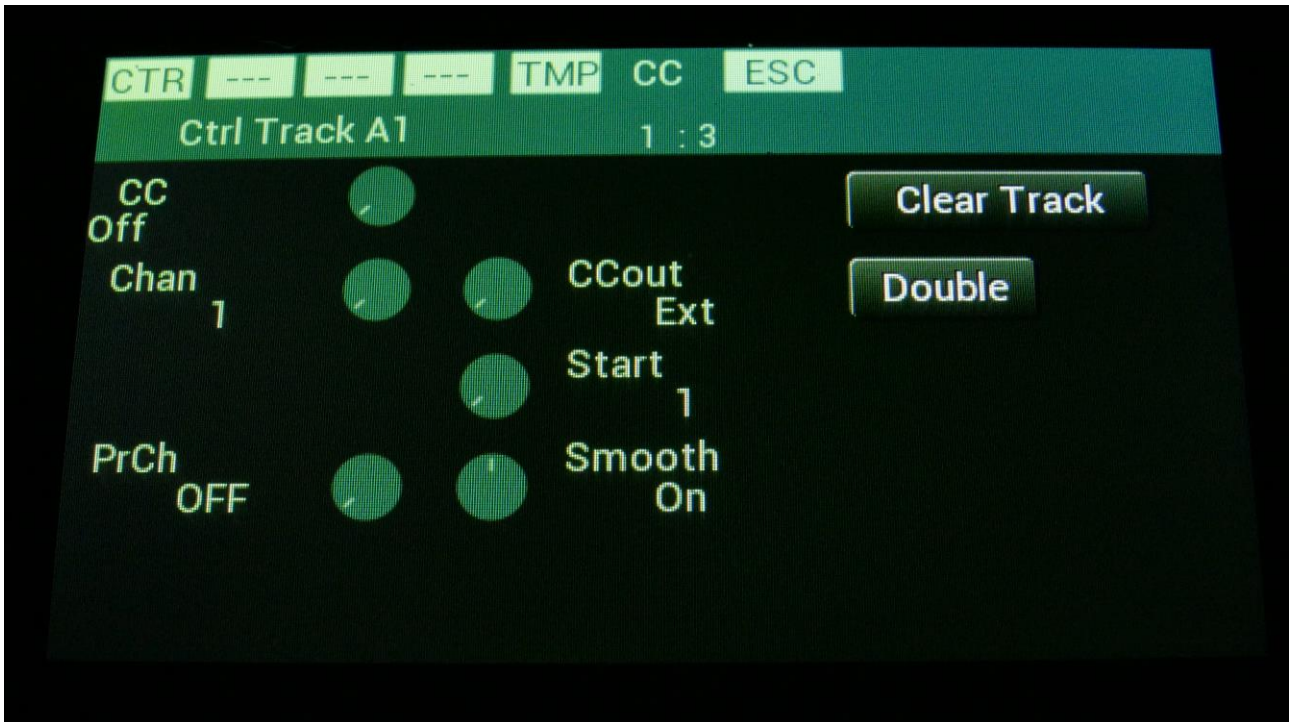 CTR --- --- --- TMP CC ESC
Ctrl Track A1 1 : 3
CC
Off
Clear Track
Chan
1
CCout
Ext
Double
Start
1
PrCh
OFF
Smooth
On